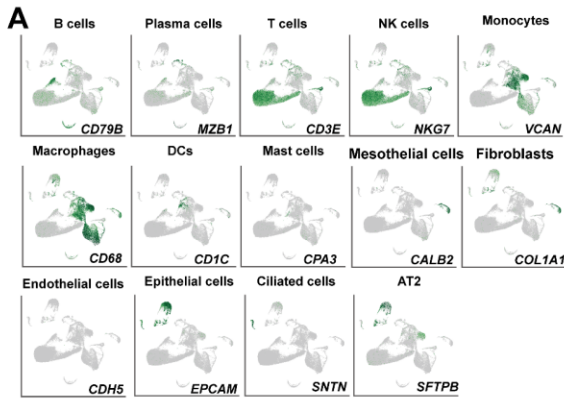 A
B cells
Plasma cells
T cells
NK cells
Monocytes
CD79B
MZB1
CD3E
NKG7
VCAN
Macrophages
DCs
Mast cells
Mesothelial cells
Fibroblasts
CD68
CD1C
CPA3
CALB2
COL1A1
Endothelial cells
Epithelial cells
Ciliated cells
AT2
CDH5
EPCAM
SNTN
SFTPB